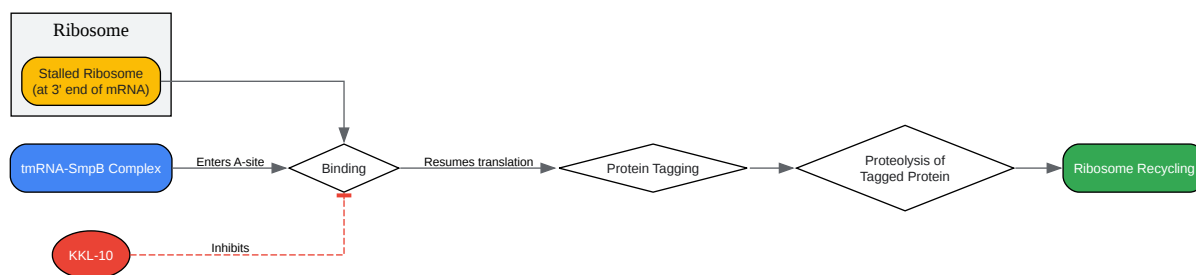 Ribosome
Stalled Ribosome
(at 3' end of mRNA)
tmRNA-SmpB Complex
Enters A-site
Binding
Resumes translation
Protein Tagging
Proteolysis of
Tagged Protein
Ribosome Recycling
KKL-10
Inhibits